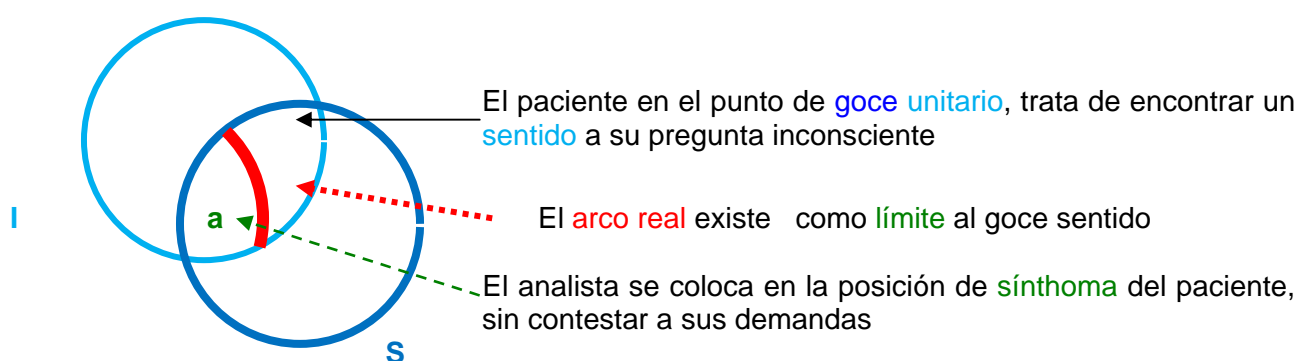 El paciente en el punto de goce unitario, trata de encontrar un
sentido a su pregunta inconsciente
El arco real existe como límite al goce sentido
I
a
El analista se coloca en la posición de sínthoma del paciente,
sin contestar a sus demandas
S